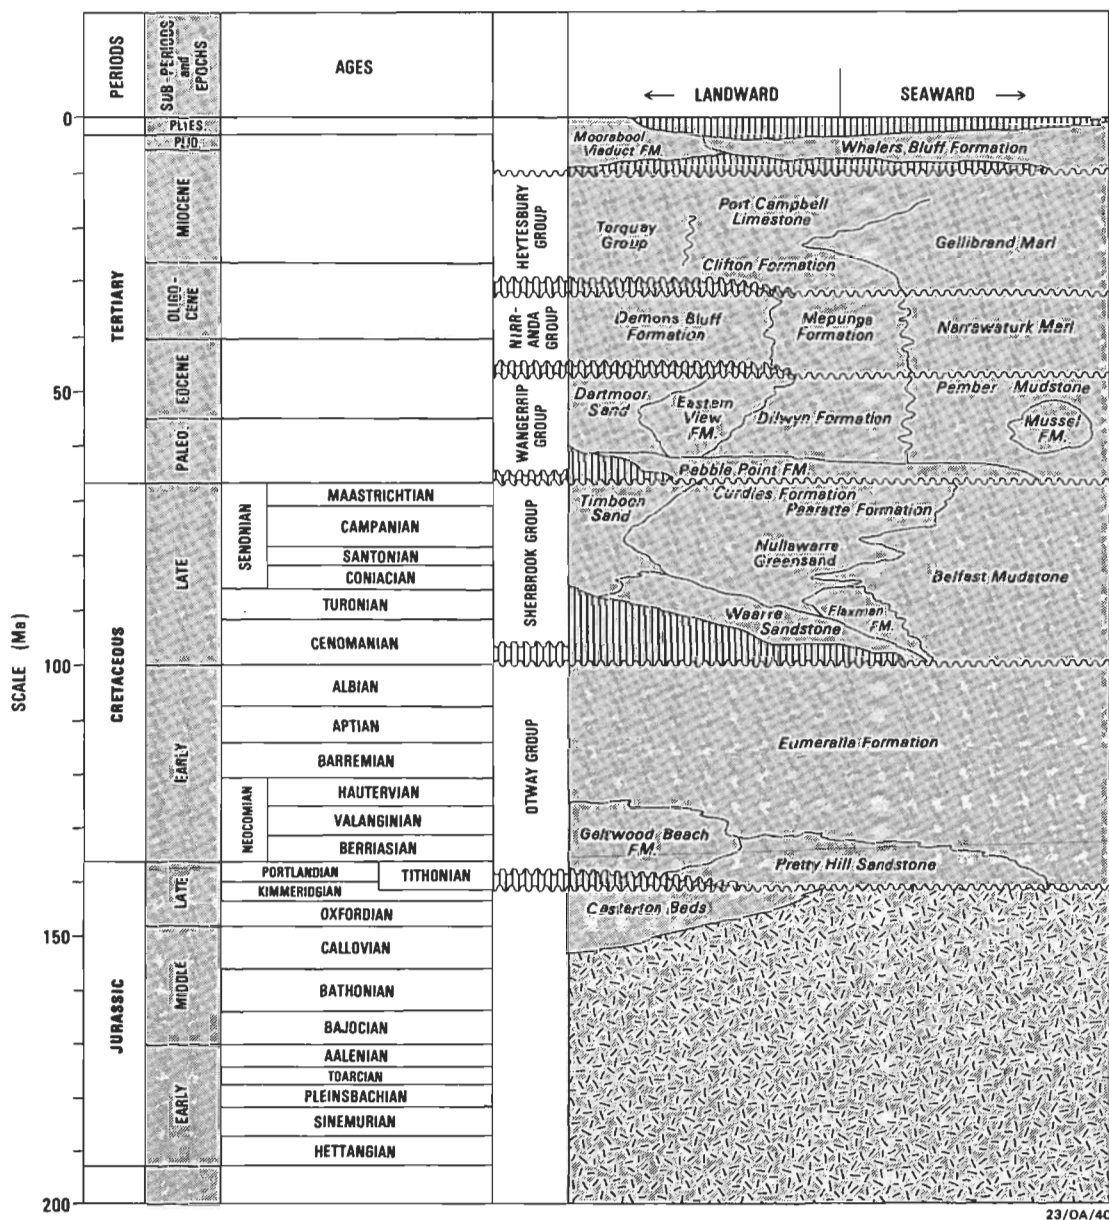 PERIODS
SUB-PERIODS
and
EPOCHS
AGES
← LANDWARD
SEAWARD →
SCALE (Ma)
0
50
100
150
200
TERTIARY
CRETACEOUS
JURASSIC
PLIO.
MIOCENE
OLIGO-
CENE
EOCENE
PALEO.
LATE
EARLY
LATE
MIDDLE
EARLY
SENONIAN
NEOCOMIAN
MAASTRICHTIAN
CAMPANIAN
SANTONIAN
CONIACIAN
TURONIAN
CENOMANIAN
ALBIAN
APTIAN
BARREMIAN
HAUTERVIAN
VALANGINIAN
BERRIASIAN
PORTLANDIAN
TITHONIAN
KIMMERIDGIAN
OXFORDIAN
CALLOVIAN
BATHONIAN
BAJOCIAN
AALENIAN
TOARCIAN
PLEINSBACHIAN
SINEMURIAN
HETTANGIAN
HEYTESBURY
GROUP
NIRR-
ANDA
GROUP
WANGERRIP
GROUP
SHERBROOK GROUP
OTWAY GROUP
Moorabool
Viaduct FM.
Whalers Bluff Formation
Port Campbell
Limestone
Torquay
Group
Gellibrand Marl
Clifton Formation
Demons Bluff
Formation
Mepunga
Formation
Narrawaturk Marl
Dartmoor
Sand
Eastern
View
FM.
Dilwyn Formation
Pember Mudstone
Mussel
FM.
Pebble Point FM.
Timboon
Sand
Curdies Formation
Paaratte Formation
Nullawarre
Greensand
Belfast Mudstone
Waarre
Sandstone
Flaxman
FM.
Eumeralla Formation
Geltwood Beach
FM.
Pretty Hill Sandstone
Casterton Beds
23/OA/40